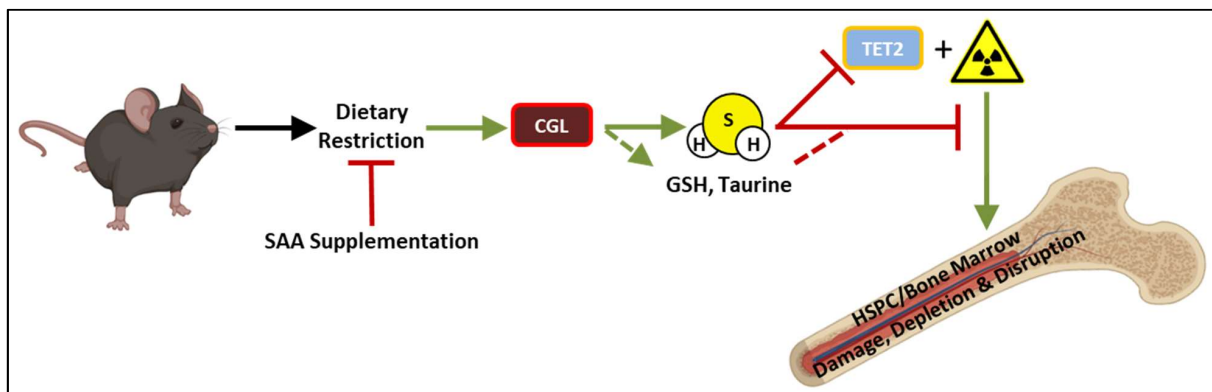 TET2
+
Dietary
Restriction
CGL
S
H
H
GSH, Taurine
SAA Supplementation
HSPC/Bone Marrow
Damage, Depletion & Disruption